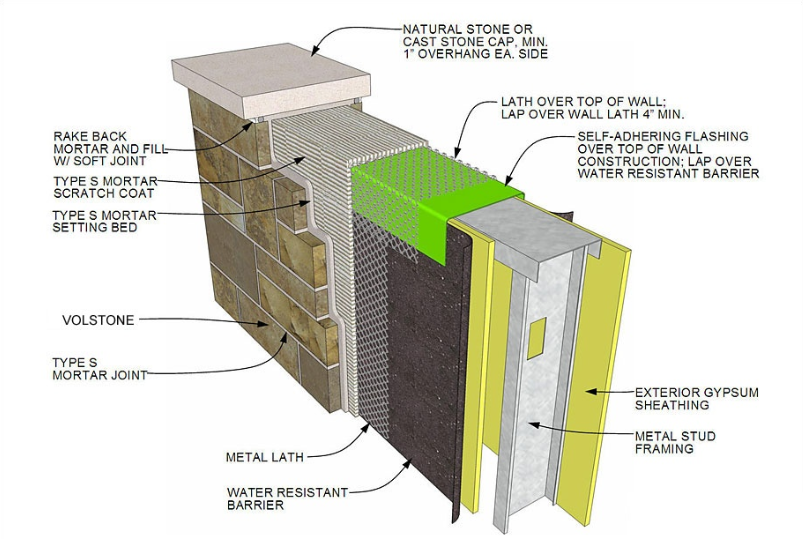 NATURAL STONE OR
CAST STONE CAP, MIN.
1" OVERHANG EA. SIDE
LATH OVER TOP OF WALL;
LAP OVER WALL LATH 4" MIN.
SELF-ADHERING FLASHING
OVER TOP OF WALL
CONSTRUCTION; LAP OVER
WATER RESISTANT BARRIER
RAKE BACK
MORTAR AND FILL
W/ SOFT JOINT
TYPE S MORTAR
SCRATCH COAT
TYPE S MORTAR
SETTING BED
VOLSTONE
TYPE S
MORTAR JOINT
METAL LATH
WATER RESISTANT
BARRIER
EXTERIOR GYPSUM
SHEATHING
METAL STUD
FRAMING